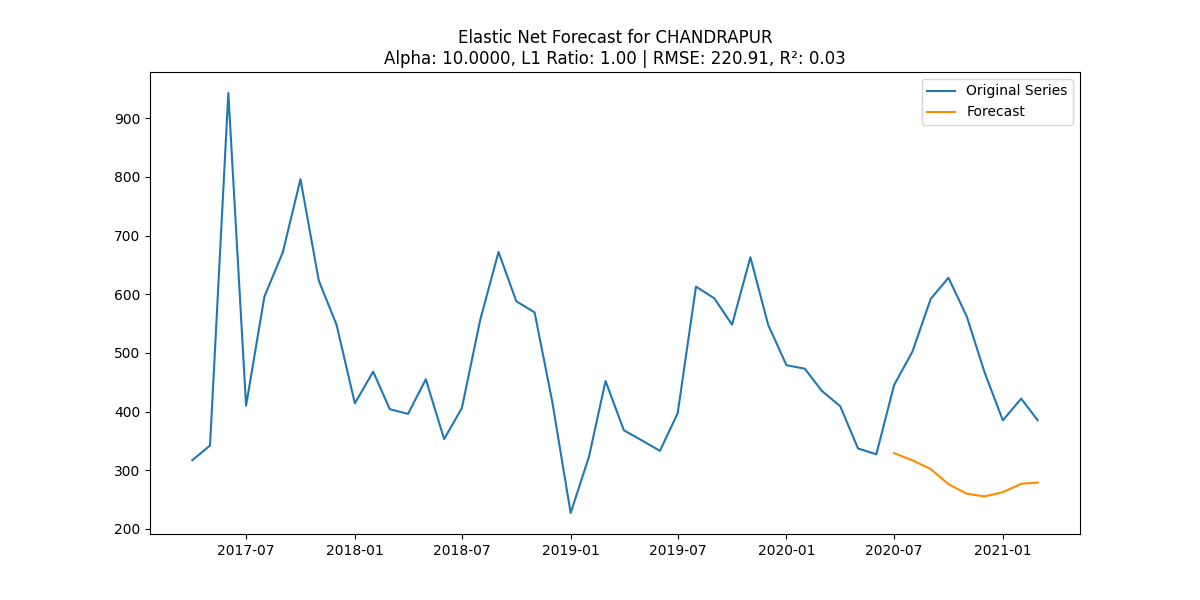 Elastic Net Forecast for CHANDRAPUR
Alpha: 10.0000, L1 Ratio: 1.00 | RMSE: 220.91, R²: 0.03
Original Series
Forecast
900
800
700
600
500
400
300
200
2017-07 2018-01 2018-07 2019-01 2019-07 2020-01 2020-07 2021-01